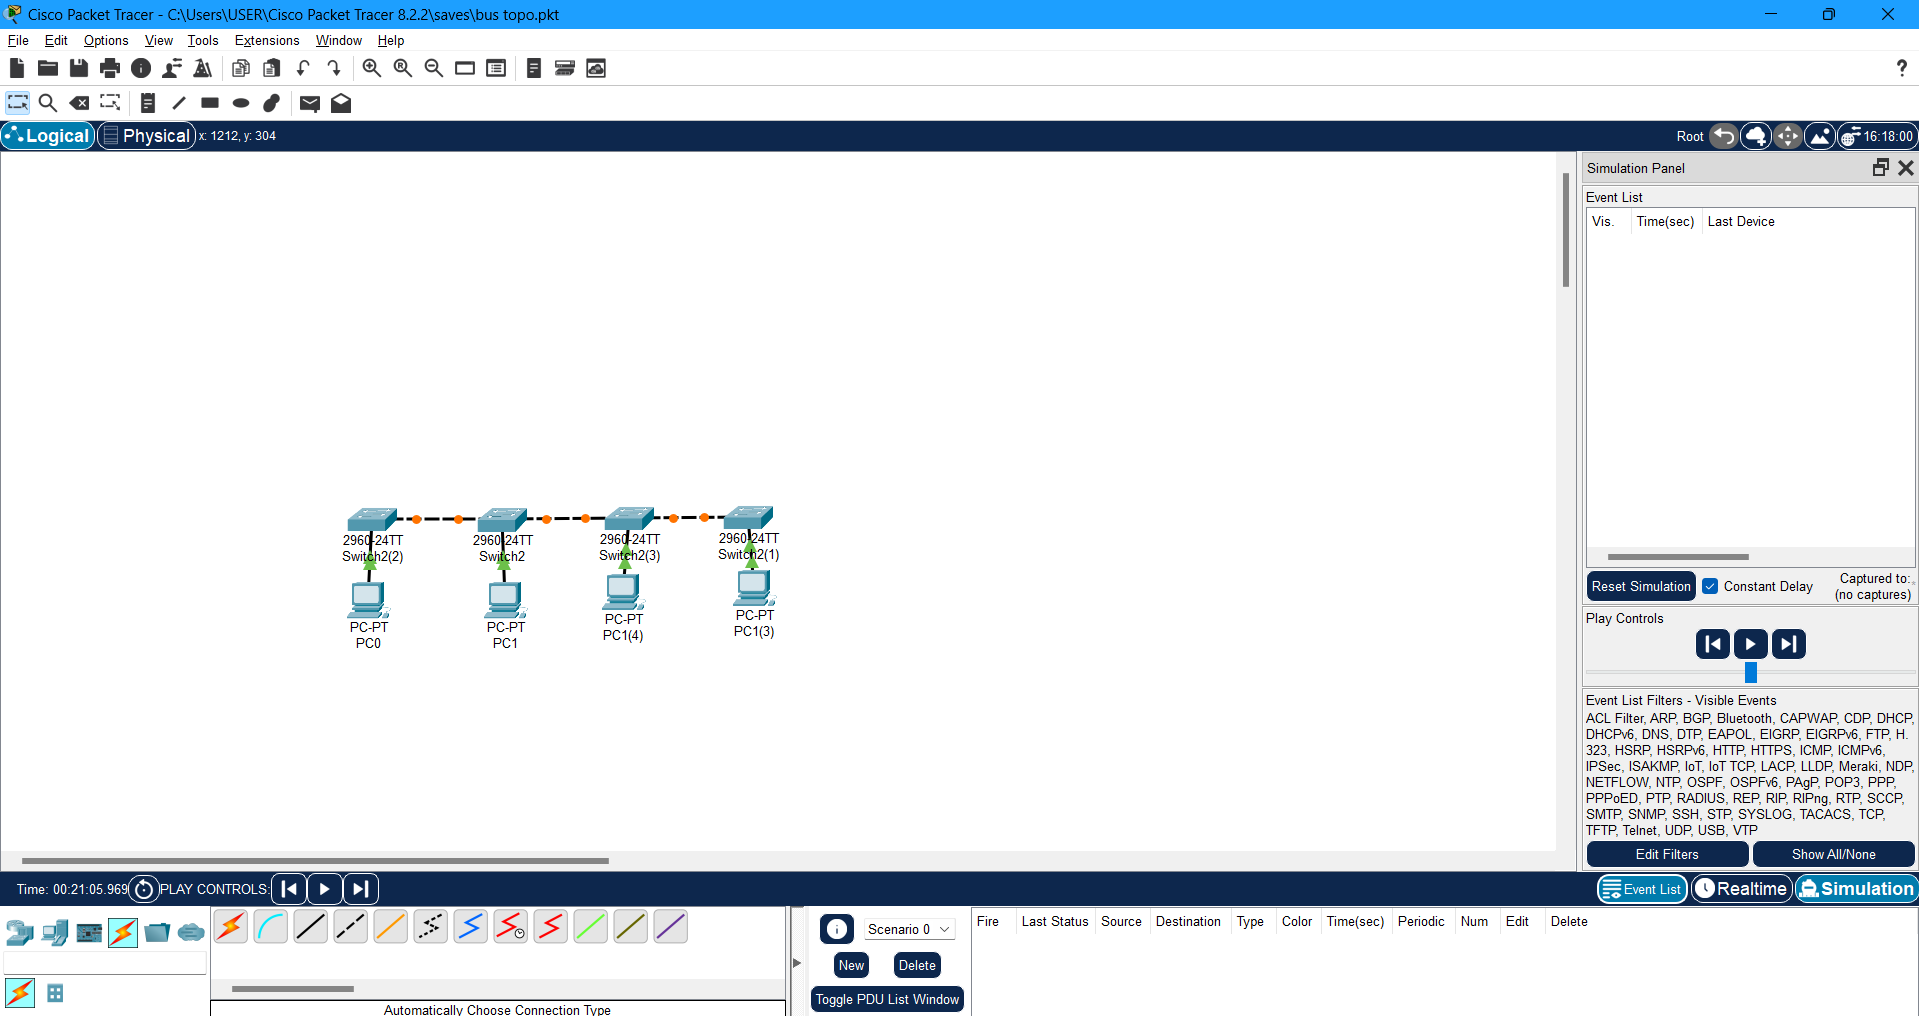 Cisco Packet Tracer - C:\Users\USER\Cisco Packet Tracer 8.2.2\saves\bus topo.pkt
File Edit Options View Tools Extensions Window Help
?
Logical Physical x: 1212, y: 304
Root 16:18:00
Simulation Panel
Event List
Vis. Time(sec) Last Device
2960-24TT
Switch2(2)
2960-24TT
Switch2
2960-24TT
Switch2(3)
2960-24TT
Switch2(1)
PC-PT
PC0
PC-PT
PC1
PC-PT
PC1(4)
PC-PT
PC1(3)
Reset Simulation Constant Delay Captured to:
(no captures)
Play Controls
Event List Filters - Visible Events
ACL Filter, ARP, BGP, Bluetooth, CAPWAP, CDP, DHCP,
DHCPv6, DNS, DTP, EAPOL, EIGRP, EIGRPv6, FTP, H.
323, HSRP, HSRPv6, HTTP, HTTPS, ICMP, ICMPv6,
IPSec, ISAKMP, IoT, IoT TCP, LACP, LLDP, Meraki, NDP,
NETFLOW, NTP, OSPF, OSPFv6, PAgP, POP3, PPP,
PPPoED, PTP, RADIUS, REP, RIP, RIPng, RTP, SCCP,
SMTP, SNMP, SSH, STP, SYSLOG, TACACS, TCP,
TFTP, Telnet, UDP, USB, VTP
Edit Filters Show All/None
Time: 00:21:05.969 PLAY CONTROLS:
Event List Realtime Simulation
Scenario 0
New Delete
Toggle PDU List Window
Fire Last Status Source Destination Type Color Time(sec) Periodic Num Edit Delete
Automatically Choose Connection Type